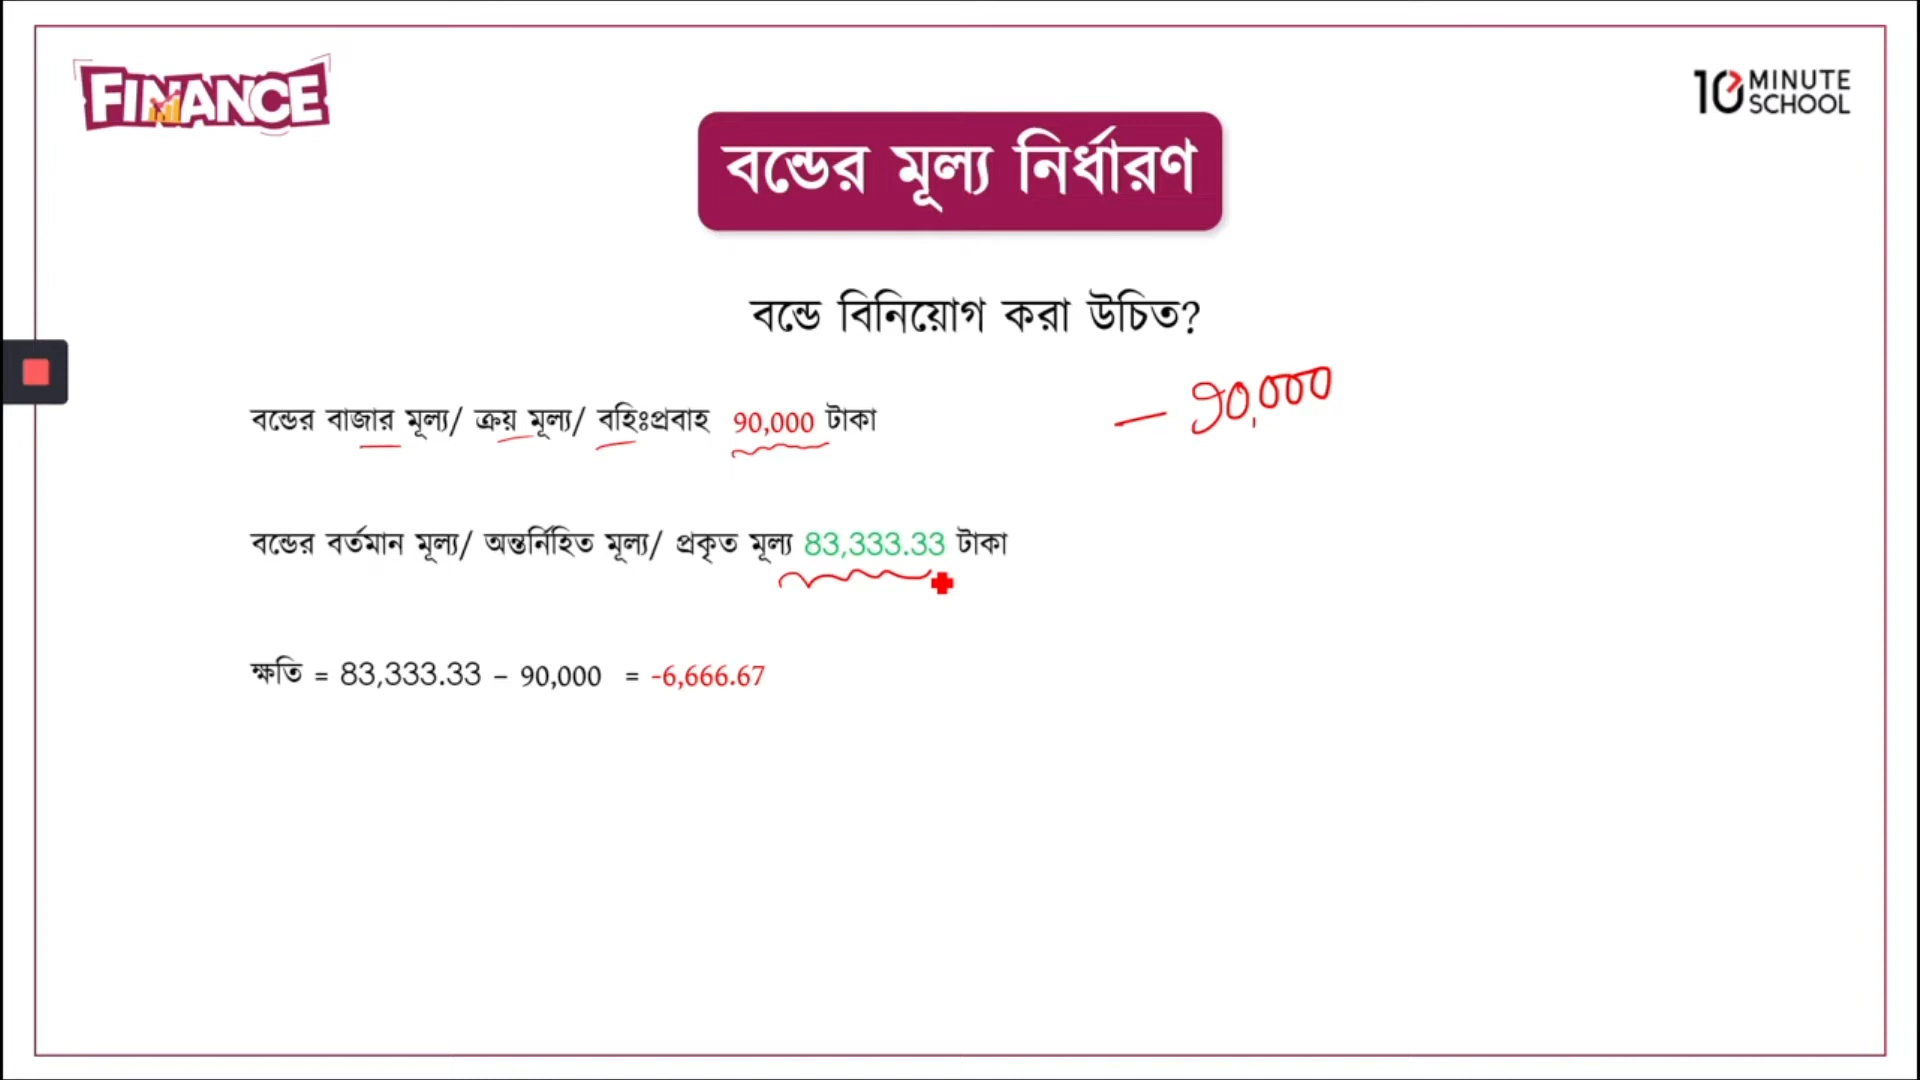 FINANCE
10 MINUTE SCHOOL
বন্ডের মূল্য নির্ধারণ
বন্ডে বিনিয়োগ করা উচিত?
বন্ডের বাজার মূল্য/ ক্রয় মূল্য/ বহিঃপ্রবাহ 90,000 টাকা
– 90,000
বন্ডের বর্তমান মূল্য/ অন্তর্নিহিত মূল্য/ প্রকৃত মূল্য 83,333.33 টাকা
ক্ষতি = 83,333.33 – 90,000 = -6,666.67